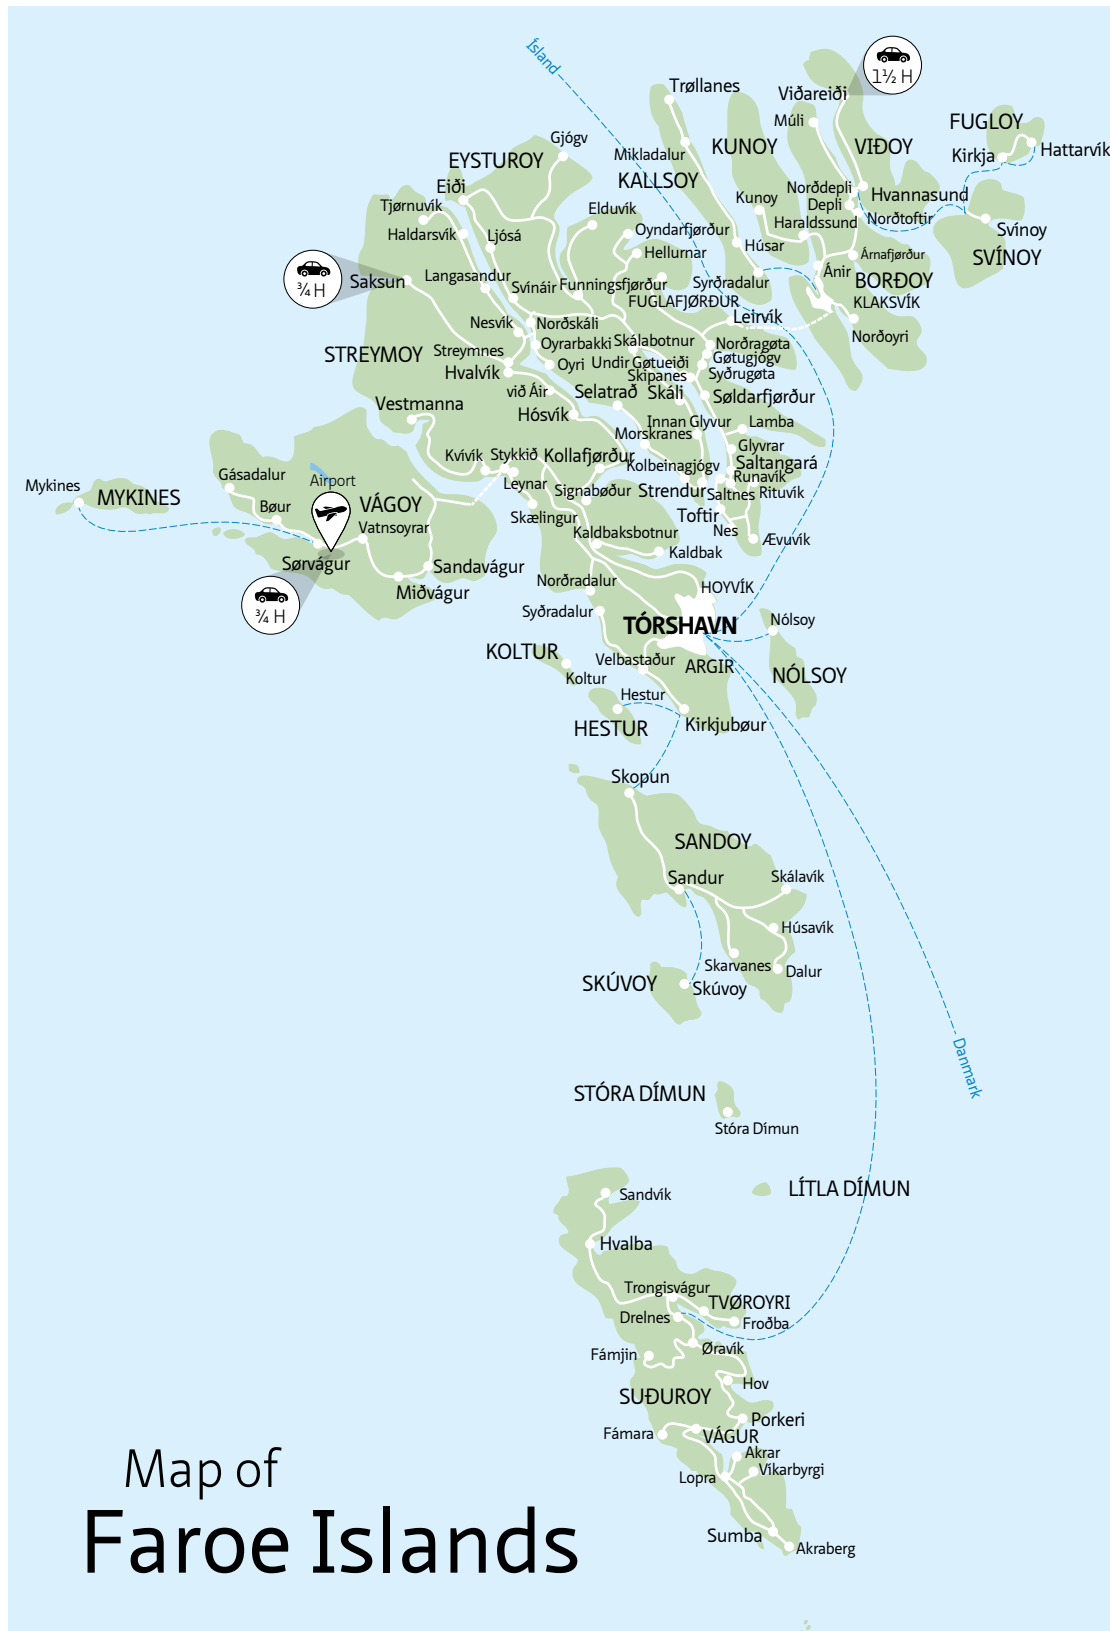 Ísland
1½ H
Trøllanes
Viðareiði
Múli
FUGLOY
Gjógv
Mikladalur
KUNOY
VIÐOY
Kirkja
Hattarvík
EYSTUROY
KALLSOY
Eiði
Norðdepli
Hvannasund
Tjørnuvík
Elduvík
Kunoy
Depli
Norðtoftir
Haldarsvík
Ljósá
Oyndarfjørður
Haraldssund
Svínoy
Hellurnar
Húsar
Árnafjørður
SVÍNOY
¾ H
Saksun
Langasandur
Svínáir
Funningsfjørður
Syrðradalur
Ánir
BORÐOY
FUGLAFJØRÐUR
KLAKSVÍK
Nesvík
Norðskáli
Leirvík
Norðoyri
STREYMOY
Streymnes
Oyrarbakki
Skálabotnur
Norðragøta
Hvalvík
Oyri
Undir Gøtueiði
Gøtugjógv
Skipanes
Syðrugøta
við Áir
Selatrað
Skáli
Søldarfjørður
Vestmanna
Hósvík
Innan Glyvur
Lamba
Morskranes
Glyvrar
Kvívík
Stykkið
Kollafjørður
Kolbeinagjógv
Saltangará
Gásadalur
Airport
Leynar
Runavík
Mykines
MYKINES
Bøur
VÁGOY
Signabøður
Strendur
Saltnes
Rituvík
Vatnsoyrar
Skælingur
Toftir
Kaldbaksbotnur
Nes
Ævuvík
Sørvágur
Sandavágur
Kaldbak
Miðvágur
Norðradalur
HOYVÍK
¾ H
Syðradalur
TÓRSHAVN
Nólsoy
KOLTUR
Velbastaður
ARGIR
NÓLSOY
Koltur
Hestur
HESTUR
Kirkjubøur
Skopun
SANDOY
Sandur
Skálavík
Húsavík
Skarvanes
Dalur
SKÚVOY
Skúvoy
Danmark
STÓRA DÍMUN
Stóra Dímun
LÍTLA DÍMUN
Sandvík
Hvalba
Trongisvágur
TVØROYRI
Drelnes
Froðba
Fámjin
Øravík
Hov
SUÐUROY
Porkeri
Fámara
VÁGUR
Akrar
Lopra
Víkarbyrgi
Sumba
Akraberg
Map of
Faroe Islands